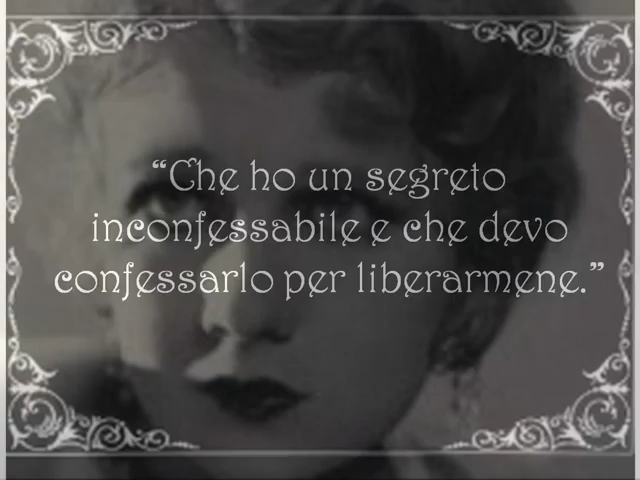 “Che ho un segreto
inconfessabile e che devo
confessarlo per liberarmene.”